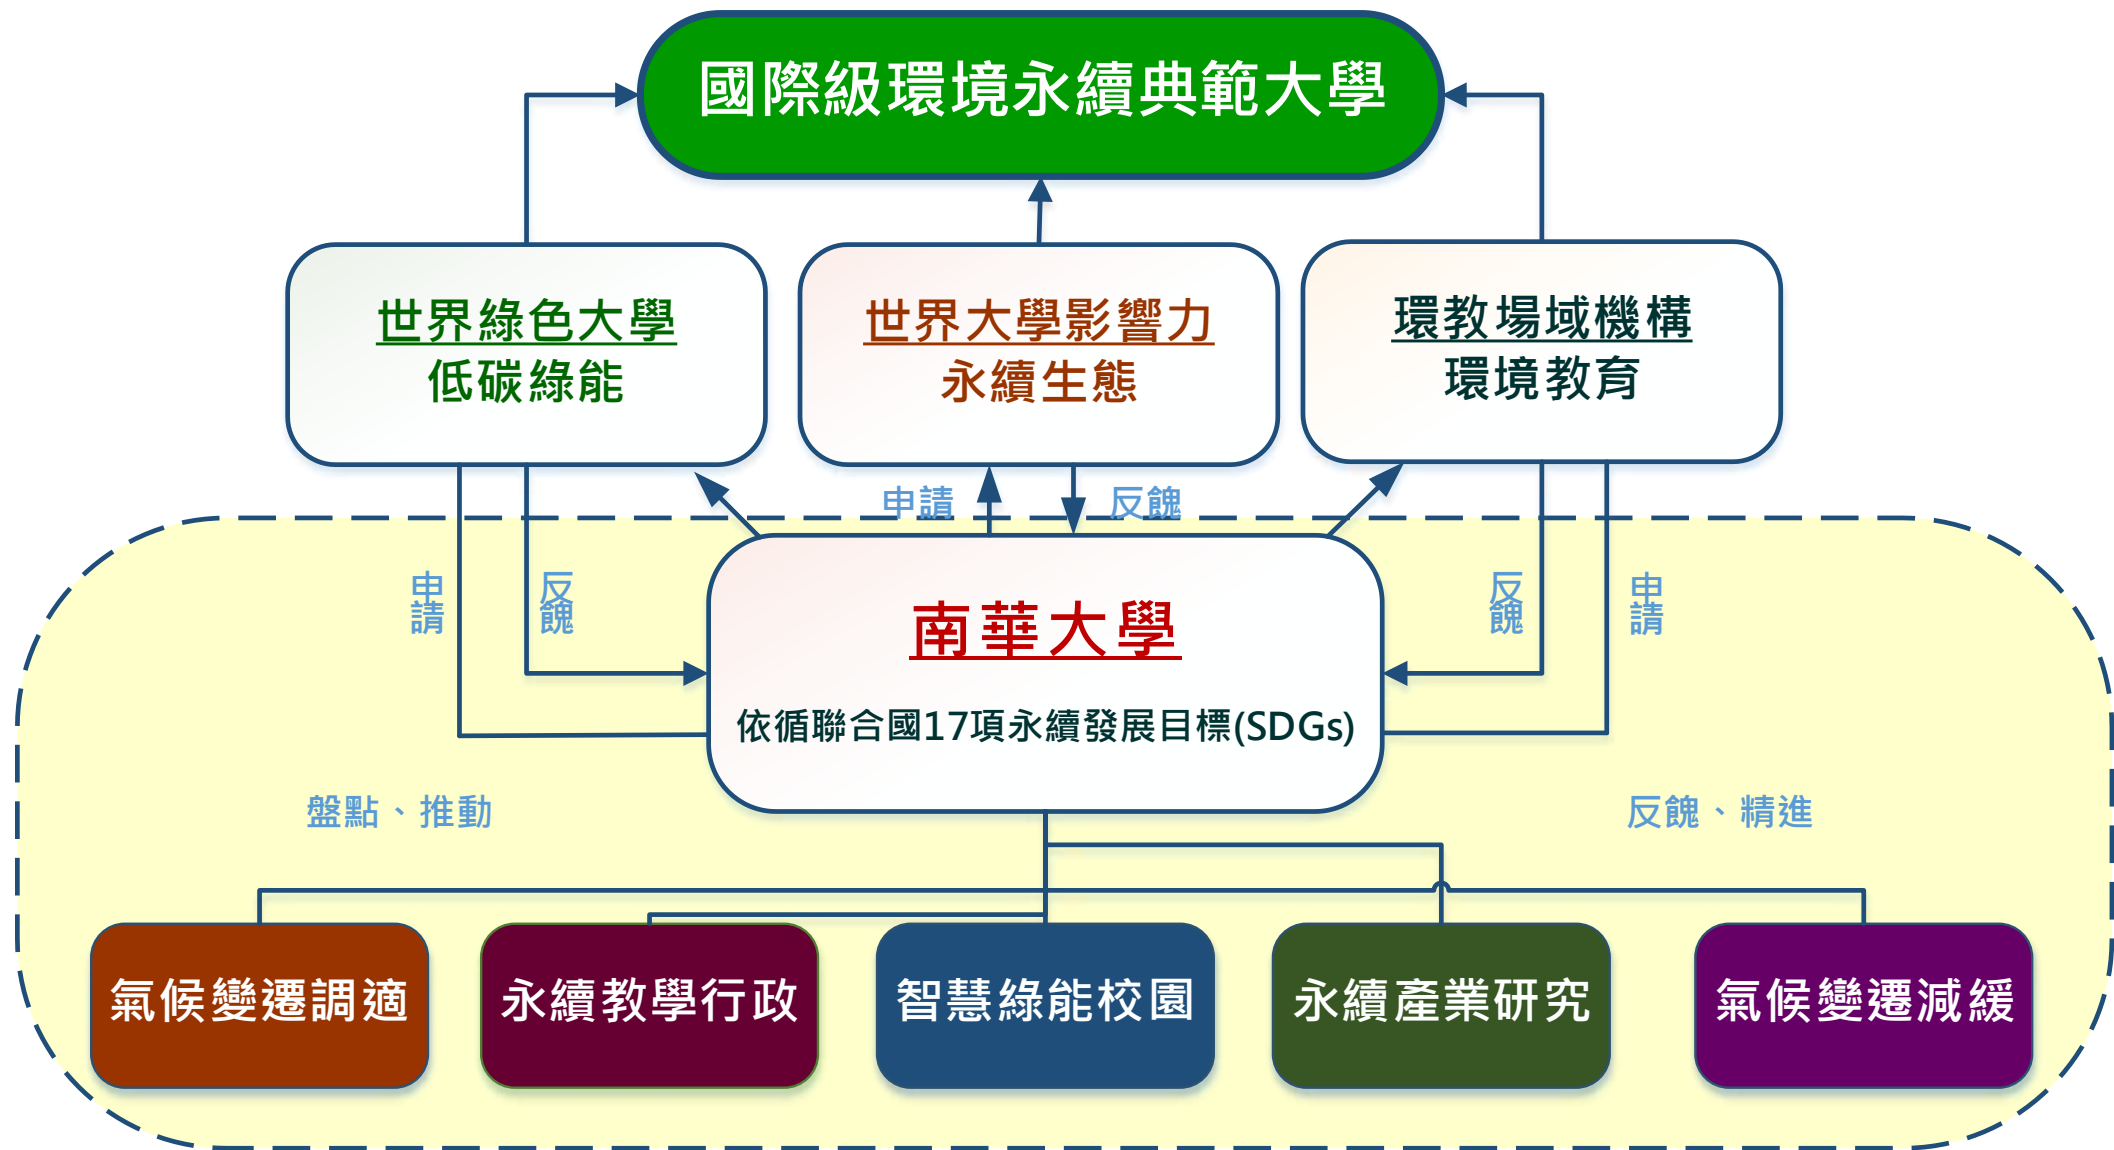 國際級環境永續典範大學
世界綠色大學
低碳綠能
世界大學影響力
永續生態
環教場域機構
環境教育
申請
反餽
申請
反餽
反餽
申請
南華大學
依循聯合國17項永續發展目標(SDGs)
盤點、推動
反餽、精進
氣候變遷調適
永續教學行政
智慧綠能校園
永續產業研究
氣候變遷減緩